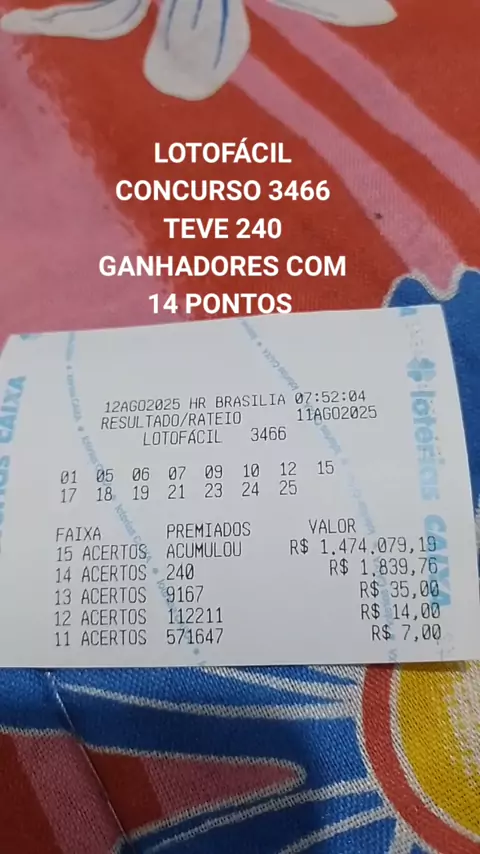 LOTOFÁCIL
CONCURSO 3466
TEVE 240
GANHADORES COM
14 PONTOS
12AGO2025 HR BRASILIA 07:52:04
RESULTADO/RATEIO 11AGO2025
LOTOFÁCIL 3466
01 05 06 07 09 10 12 15
17 18 19 21 23 24 25
FAIXA PREMIADOS VALOR
15 ACERTOS ACUMULOU R$ 1.474.079,19
14 ACERTOS 240 R$ 1.839,76
13 ACERTOS 9167 R$ 35,00
12 ACERTOS 112211 R$ 14,00
11 ACERTOS 571647 R$ 7,00
loterias CAIXA
CAIXA